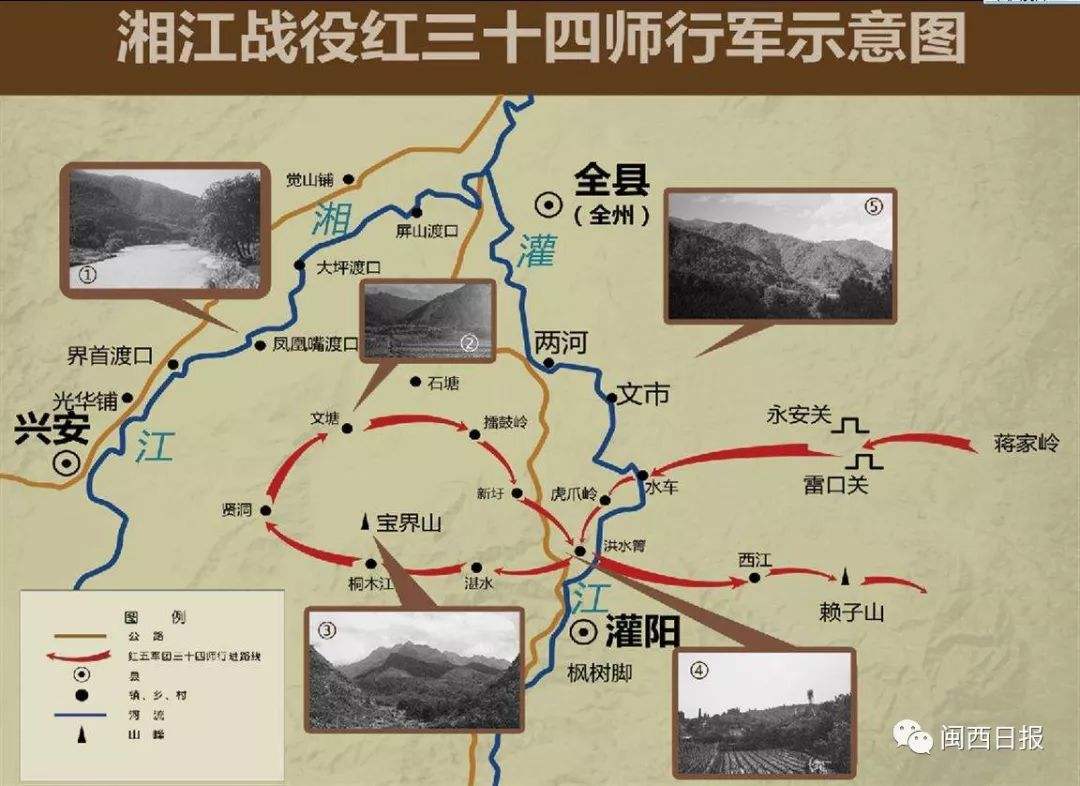 湘江战役红三十四师行军示意图
全县
（全州）
觉山铺
湘
屏山渡口
灌
⑤
大坪渡口
①
②
凤凰嘴渡口
两河
界首渡口
石塘
文市
光华铺
永安关
文塘
擂鼓岭
兴安
江
蒋家岭
雷口关
水车
新圩
虎爪岭
贤洞
宝界山
洪水箐
西江
桐木江
湛水
江
赖子山
灌阳
③
枫树脚
④
图 例
公 路
红五军团三十四师行进路线
县
镇、乡、村
河 流
山 峰
闽西日报